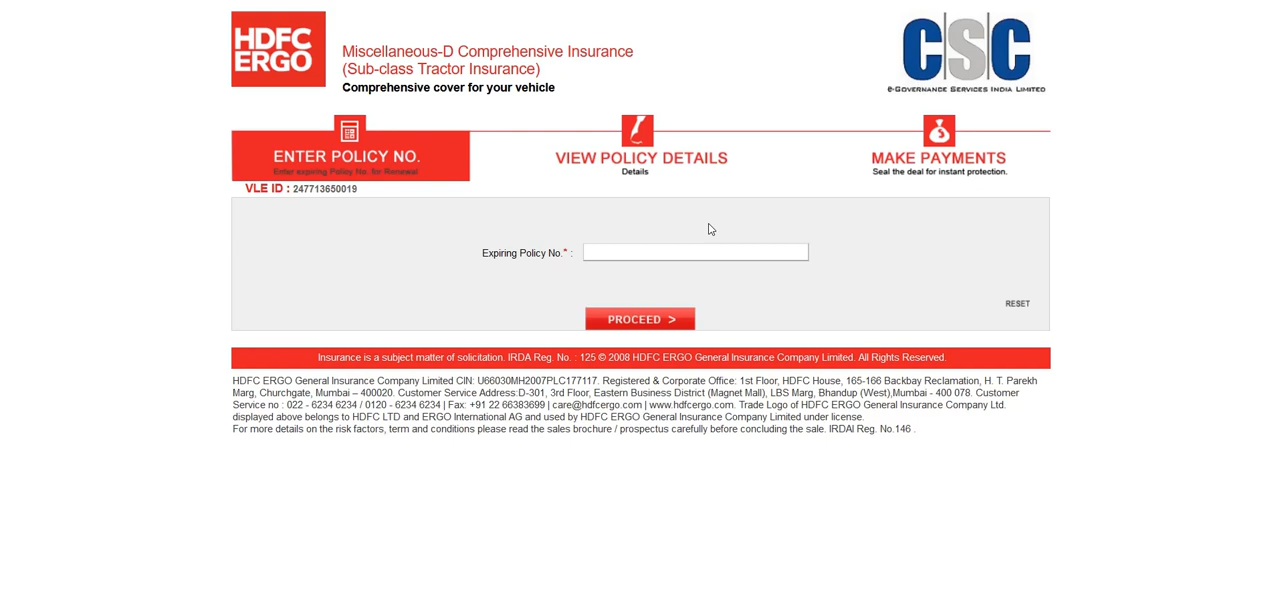 HDFC
ERGO
Miscellaneous-D Comprehensive Insurance
(Sub-class Tractor Insurance)
Comprehensive cover for your vehicle
CSC
e-GOVERNANCE SERVICES INDIA LIMITED
ENTER POLICY NO.
Enter expiring Policy No. for Renewal
VIEW POLICY DETAILS
Details
MAKE PAYMENTS
Seal the deal for instant protection.
VLE ID : 247713650019
Expiring Policy No.* :
RESET
PROCEED >
Insurance is a subject matter of solicitation. IRDA Reg. No. : 125 © 2008 HDFC ERGO General Insurance Company Limited. All Rights Reserved.
HDFC ERGO General Insurance Company Limited CIN: U66030MH2007PLC177117. Registered & Corporate Office: 1st Floor, HDFC House, 165-166 Backbay Reclamation, H. T. Parekh
Marg, Churchgate, Mumbai – 400020. Customer Service Address:D-301, 3rd Floor, Eastern Business District (Magnet Mall), LBS Marg, Bhandup (West),Mumbai - 400 078. Customer
Service no : 022 - 6234 6234 / 0120 - 6234 6234 | Fax: +91 22 66383699 | care@hdfcergo.com | www.hdfcergo.com. Trade Logo of HDFC ERGO General Insurance Company Ltd.
displayed above belongs to HDFC LTD and ERGO International AG and used by HDFC ERGO General Insurance Company Limited under license.
For more details on the risk factors, term and conditions please read the sales brochure / prospectus carefully before concluding the sale. IRDAI Reg. No.146 .